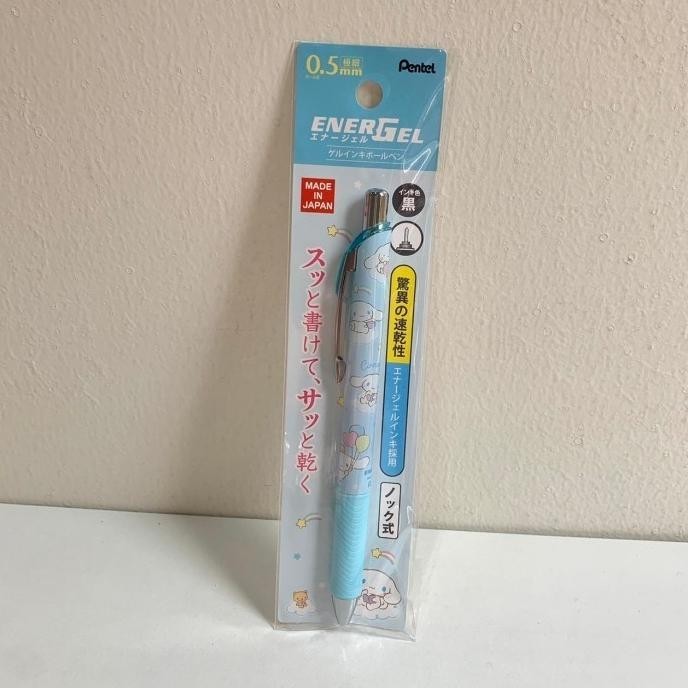 0.5mm
極細
Pentel
ENERGEL
エナージェル
ゲルインキボールペン
MADE
IN
JAPAN
インキ色
黒
スッと書けて、サッと乾く
驚異の速乾性
エナージェルインキ採用
ノック式